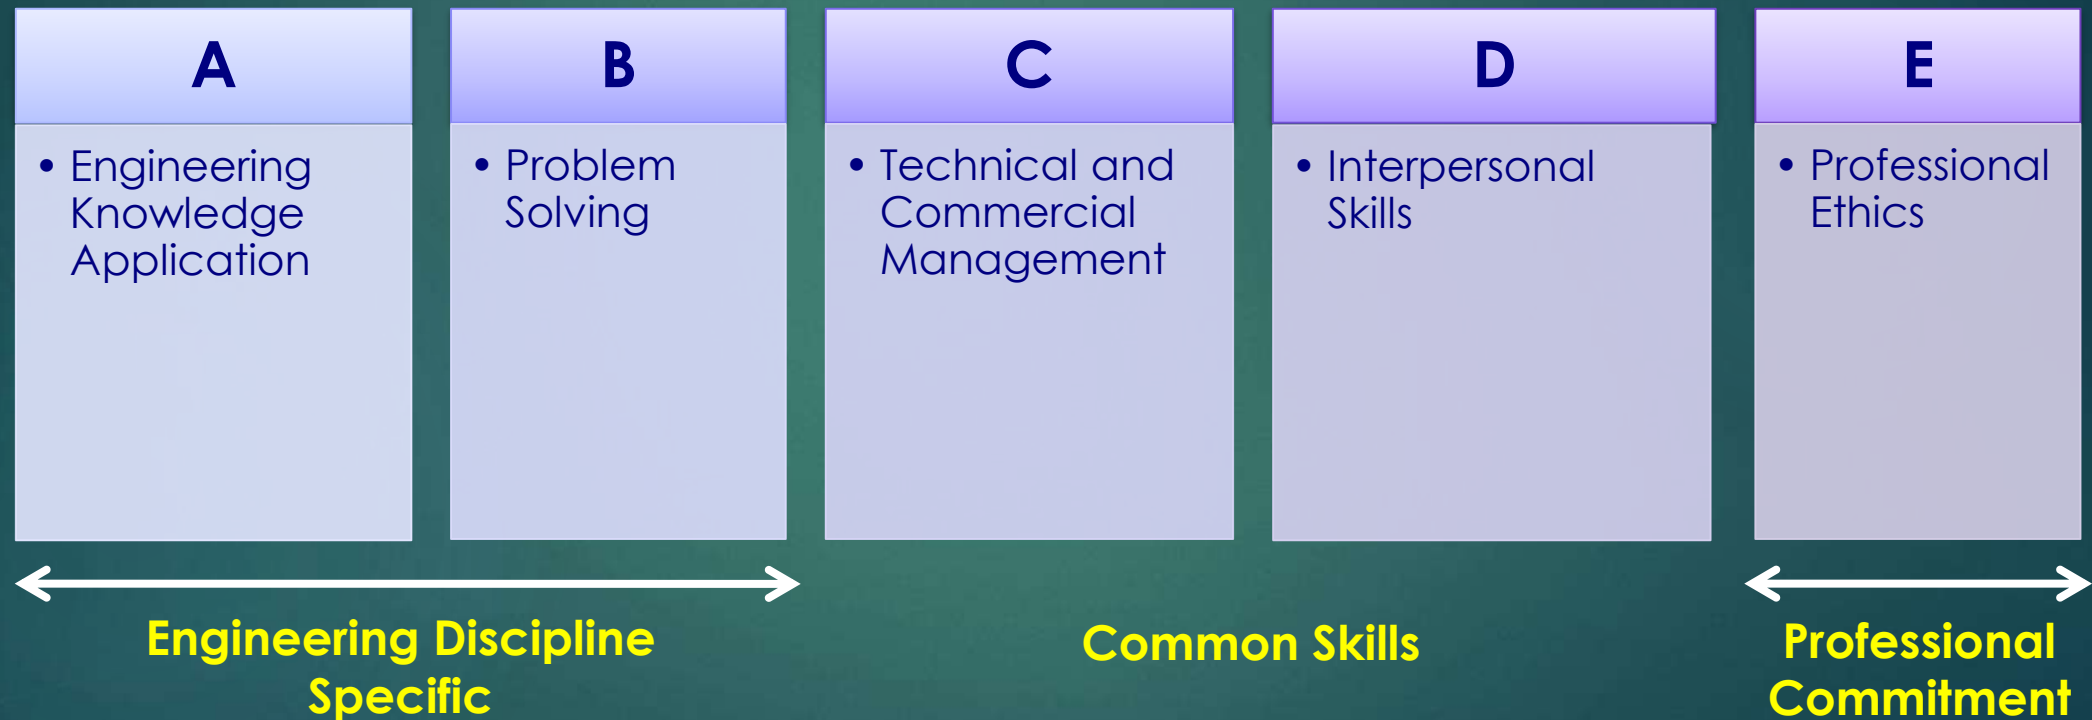 A
• Engineering
Knowledge
Application
B
• Problem
Solving
C
• Technical and
Commercial
Management
D
• Interpersonal
Skills
E
• Professional
Ethics
Engineering Discipline
Specific
Common Skills
Professional
Commitment